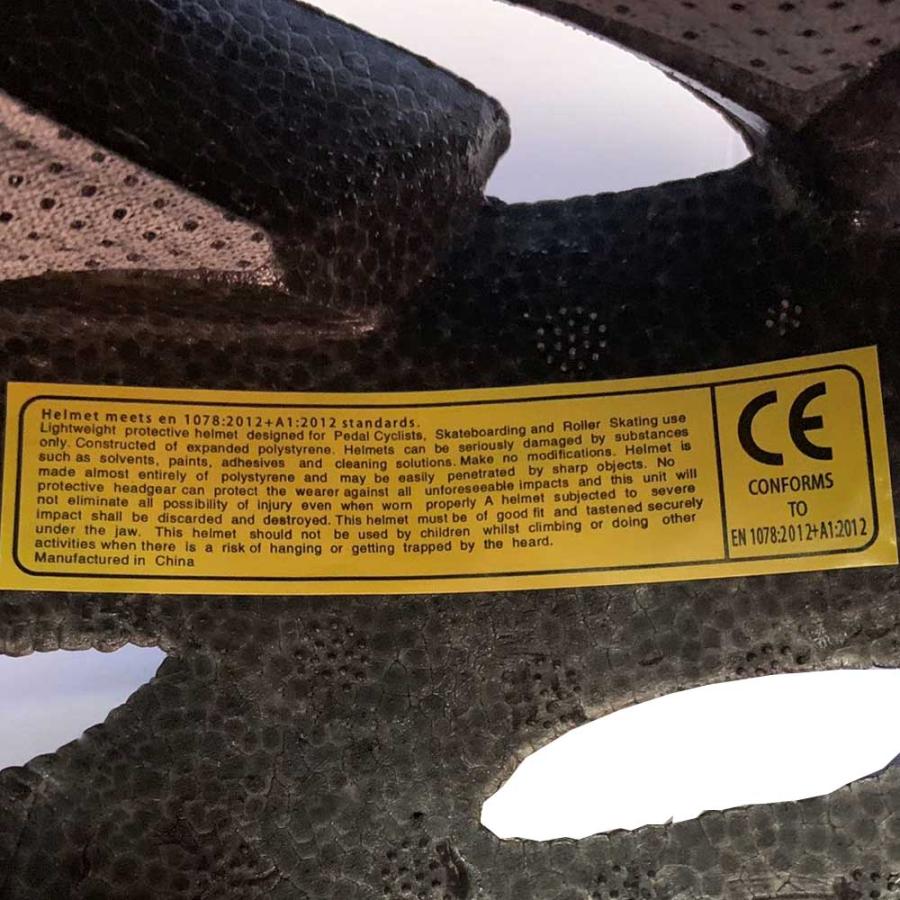 Helmet meets en 1078:2012+A1:2012 standards.
Lightweight protective helmet designed for Pedal Cyclists, Skateboarding and Roller Skating use
only. Constructed of expanded polystyrene. Helmets can be seriously damaged by substances
such as solvents, paints, adhesives and cleaning solutions. Make no modifications. Helmet is
made almost entirely of polystyrene and may be easily penetrated by sharp objects. No
protective headgear can protect the wearer against all unforeseeable impacts and this unit will
not eliminate all possibility of injury even when worn properly A helmet subjected to severe
impact shall be discarded and destroyed. This helmet must be of good fit and tastened securely
under the jaw. This helmet should not be used by children whilst climbing or doing other
activities when there is a risk of hanging or getting trapped by the heard.
Manufactured in China
CE
CONFORMS
TO
EN 1078:2012+A1:2012